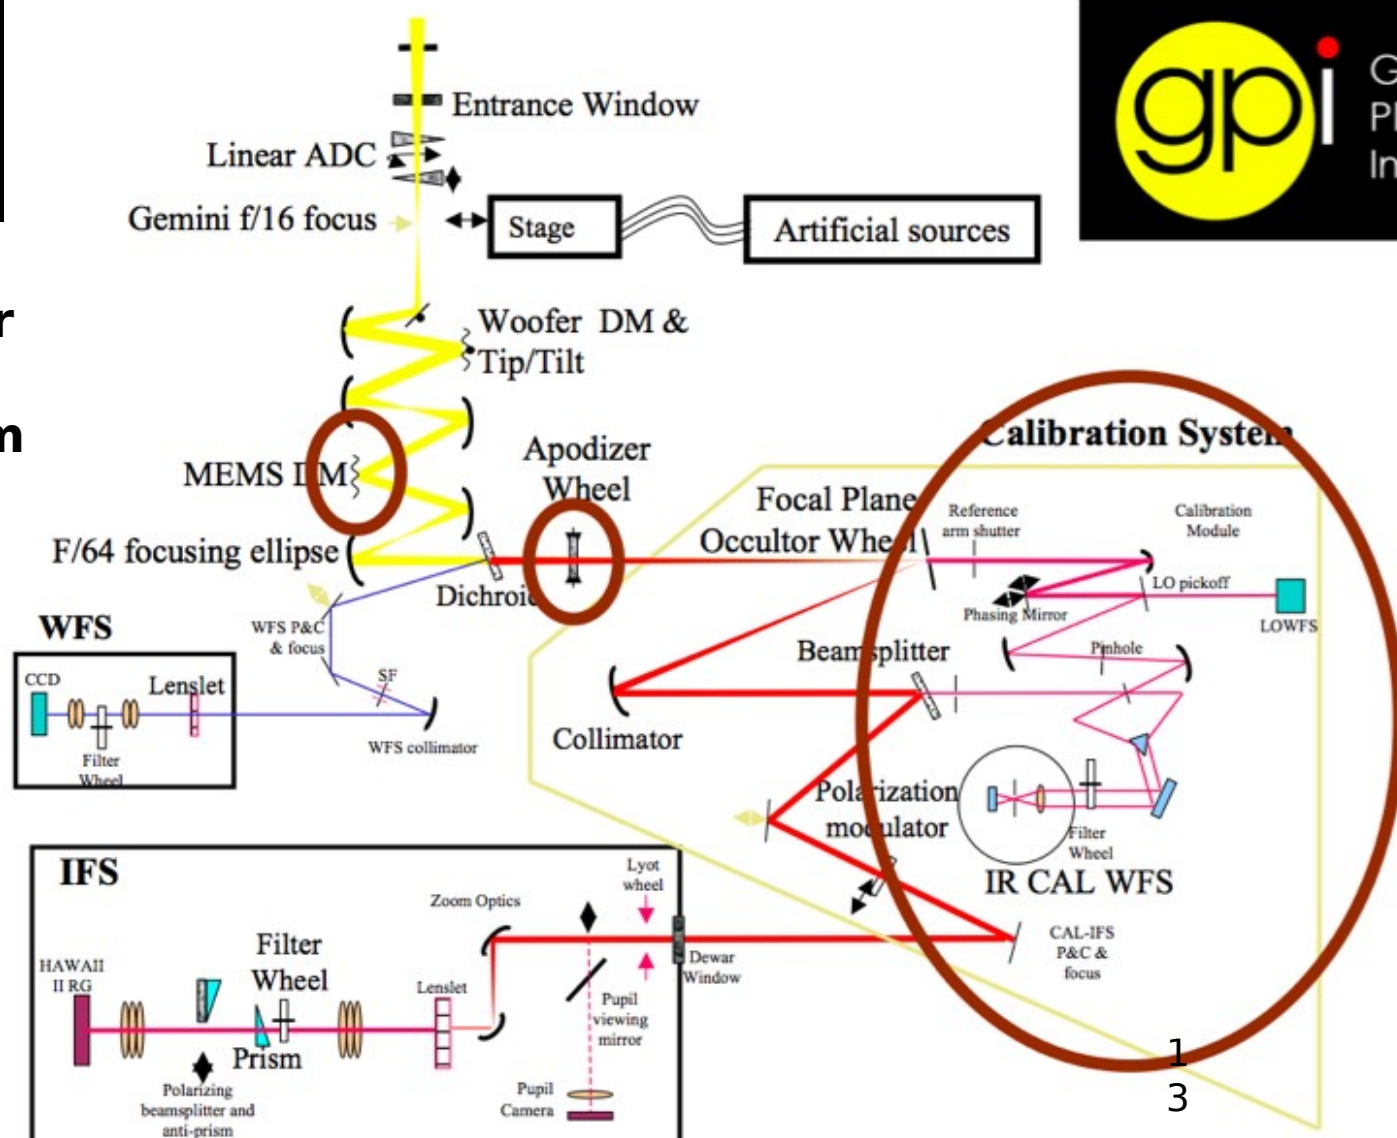 gpi
G
Pl
In
Entrance Window
Linear ADC
Gemini f/16 focus
Stage
Artificial sources
r
m
Woofer DM &
Tip/Tilt
MEMS DM
Apodizer
Wheel
F/64 focusing ellipse
Dichroic
Calibration System
Focal Plane
Occultor Wheel
Reference
arm shutter
Calibration
Module
LO pickoff
Phasing Mirror
LOWFS
WFS P&C
& focus
WFS
CCD
Lenslet
Filter
Wheel
SF
WFS collimator
Beamsplitter
Pinhole
Collimator
Polarization
modulator
Filter
Wheel
IR CAL WFS
CAL-IFS
P&C &
focus
IFS
Lyot
wheel
Zoom Optics
Dewar
Window
HAWAII
II RG
Filter
Wheel
Lenslet
Pupil
viewing
mirror
Prism
Polarizing
beamsplitter and
anti-prism
Pupil
Camera
1
3